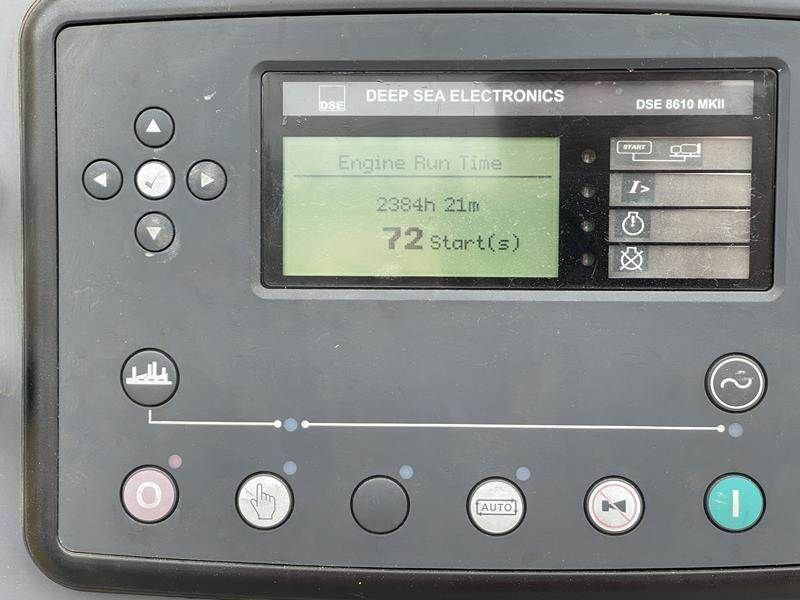 DSE DEEP SEA ELECTRONICS DSE 8610 MKII
Engine Run Time
2384h 21m
72 Start(s)
START
I>
AUTO